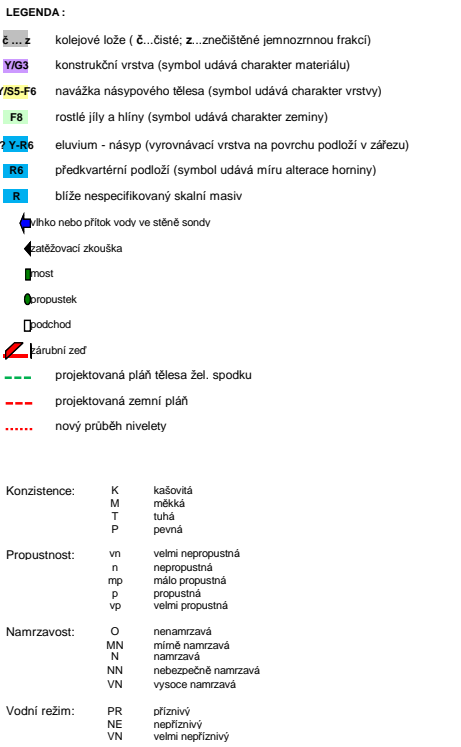 LEGENDA :
č ... z kolejové lože ( č...čisté; z...znečištěné jemnozrnnou frakcí)
Y/G3 konstrukční vrstva (symbol udává charakter materiálu)
Y/S5-F6 navážka násypového tělesa (symbol udává charakter vrstvy)
F8 rostlé jíly a hlíny (symbol udává charakter zeminy)
? Y-R6 eluvium - násyp (vyrovnávací vrstva na povrchu podloží v zářezu)
R6 předkvartérní podloží (symbol udává míru alterace horniny)
R blíže nespecifikovaný skalní masiv
vlhko nebo přítok vody ve stěně sondy
zatěžovací zkouška
most
propustek
podchod
zárubní zeď
projektovaná pláň tělesa žel. spodku
projektovaná zemní pláň
nový průběh nivelety
Konzistence: K kašovitá
M měkká
T tuhá
P pevná
Propustnost: vn velmi nepropustná
n nepropustná
mp málo propustná
p propustná
vp velmi propustná
Namrzavost: O nenamrzavá
MN mírně namrzavá
N namrzavá
NN nebezpečně namrzavá
VN vysoce namrzavá
Vodní režim: PR příznivý
NE nepříznivý
VN velmi nepříznivý